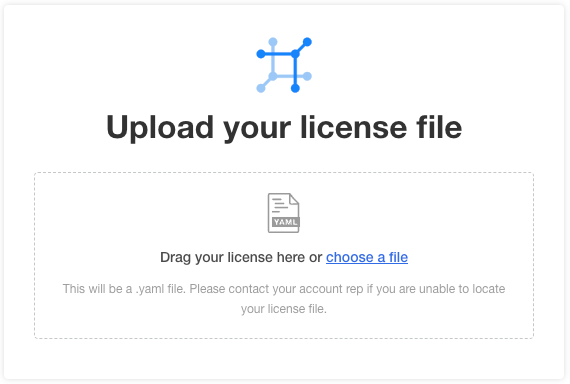 Upload your license file
YAML
Drag your license here or choose a file
This will be a .yaml file. Please contact your account rep if you are unable to locate
your license file.